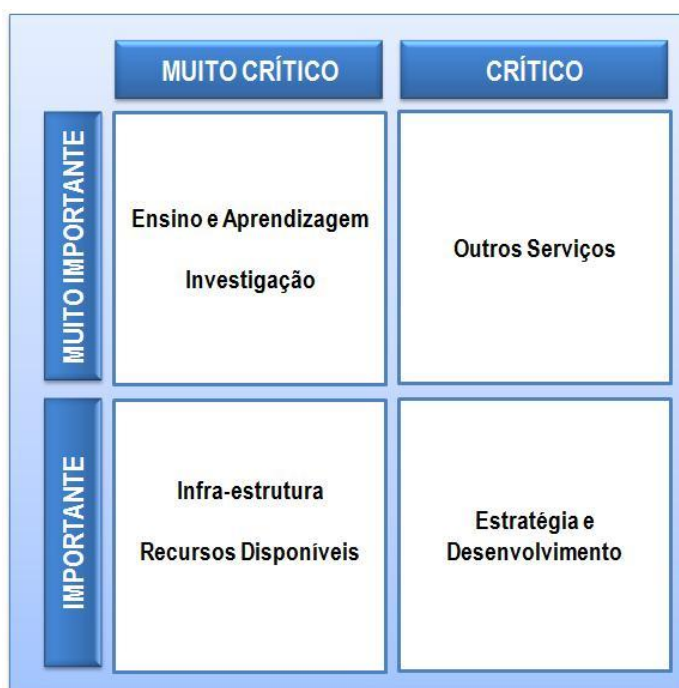 MUITO CRÍTICO
CRÍTICO
MUITO IMPORTANTE
Ensino e Aprendizagem
Investigação
Outros Serviços
IMPORTANTE
Infra-estrutura
Recursos Disponíveis
Estratégia e
Desenvolvimento